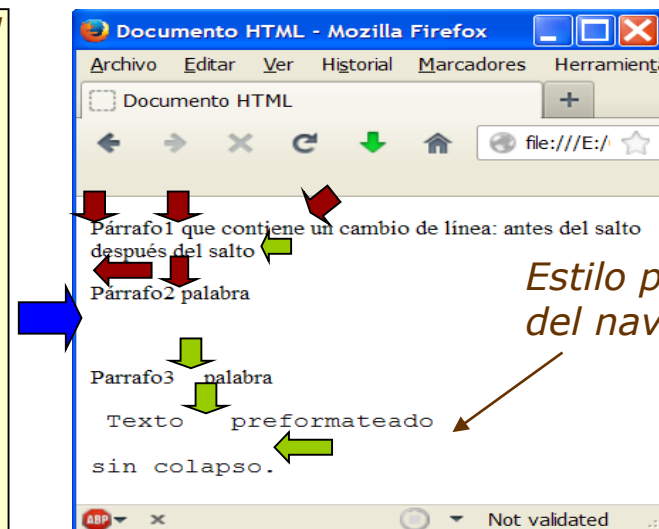 Documento HTML - Mozilla Firefox
Archivo Editar Ver Historial Marcadores Herramient
Documento HTML +
file:///E:/
Párrafo1 que contiene un cambio de línea: antes del salto
después del salto
Párrafo2 palabra
Estilo p
del nav
Parrafo3 palabra
Texto preformateado
sin colapso.
ABP
Not validated